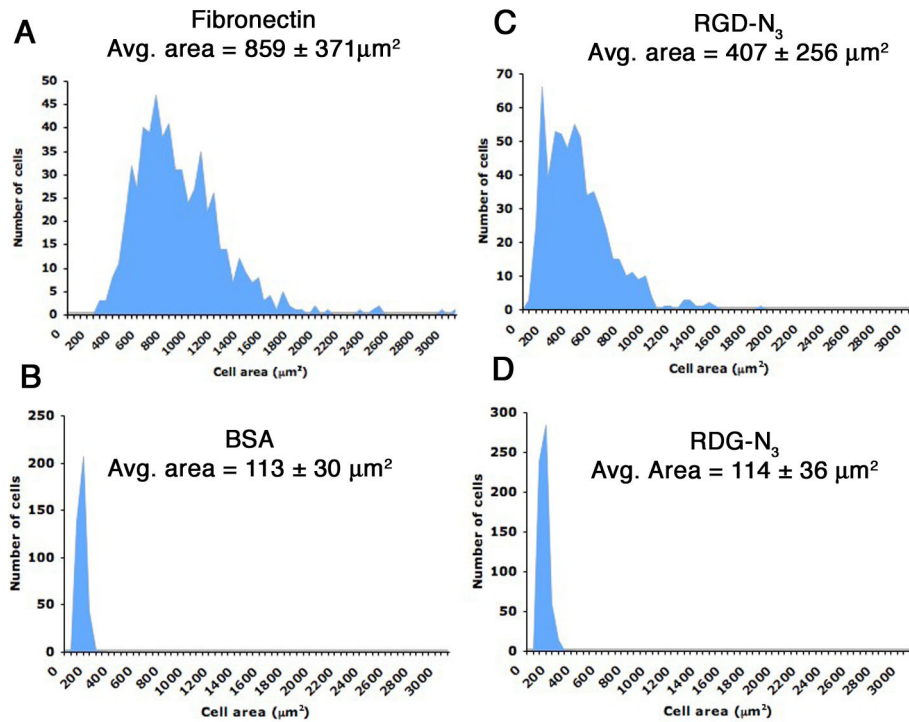 A
Fibronectin
Avg. area = 859 ± 371μm²
50
45
40
35
30
25
20
15
10
5
0
Number of cells
0 200 400 600 800 1000 1200 1400 1600 1800 2000 2200 2400 2600 2800 3000
Cell area (μm²)
C
RGD-N₃
Avg. area = 407 ± 256 μm²
70
60
50
40
30
20
10
0
Number of cells
0 200 400 600 800 1000 1200 1400 1600 1800 2000 2200 2400 2600 2800 3000
Cell area (μm²)
B
BSA
Avg. area = 113 ± 30 μm²
250
200
150
100
50
0
Number of cells
0 200 400 600 800 1000 1200 1400 1600 1800 2000 2200 2400 2600 2800 3000
Cell area (μm²)
D
RDG-N₃
Avg. Area = 114 ± 36 μm²
300
250
200
150
100
50
0
Number of cells
0 200 400 600 800 1000 1200 1400 1600 1800 2000 2200 2400 2600 2800 3000
Cell area (μm²)